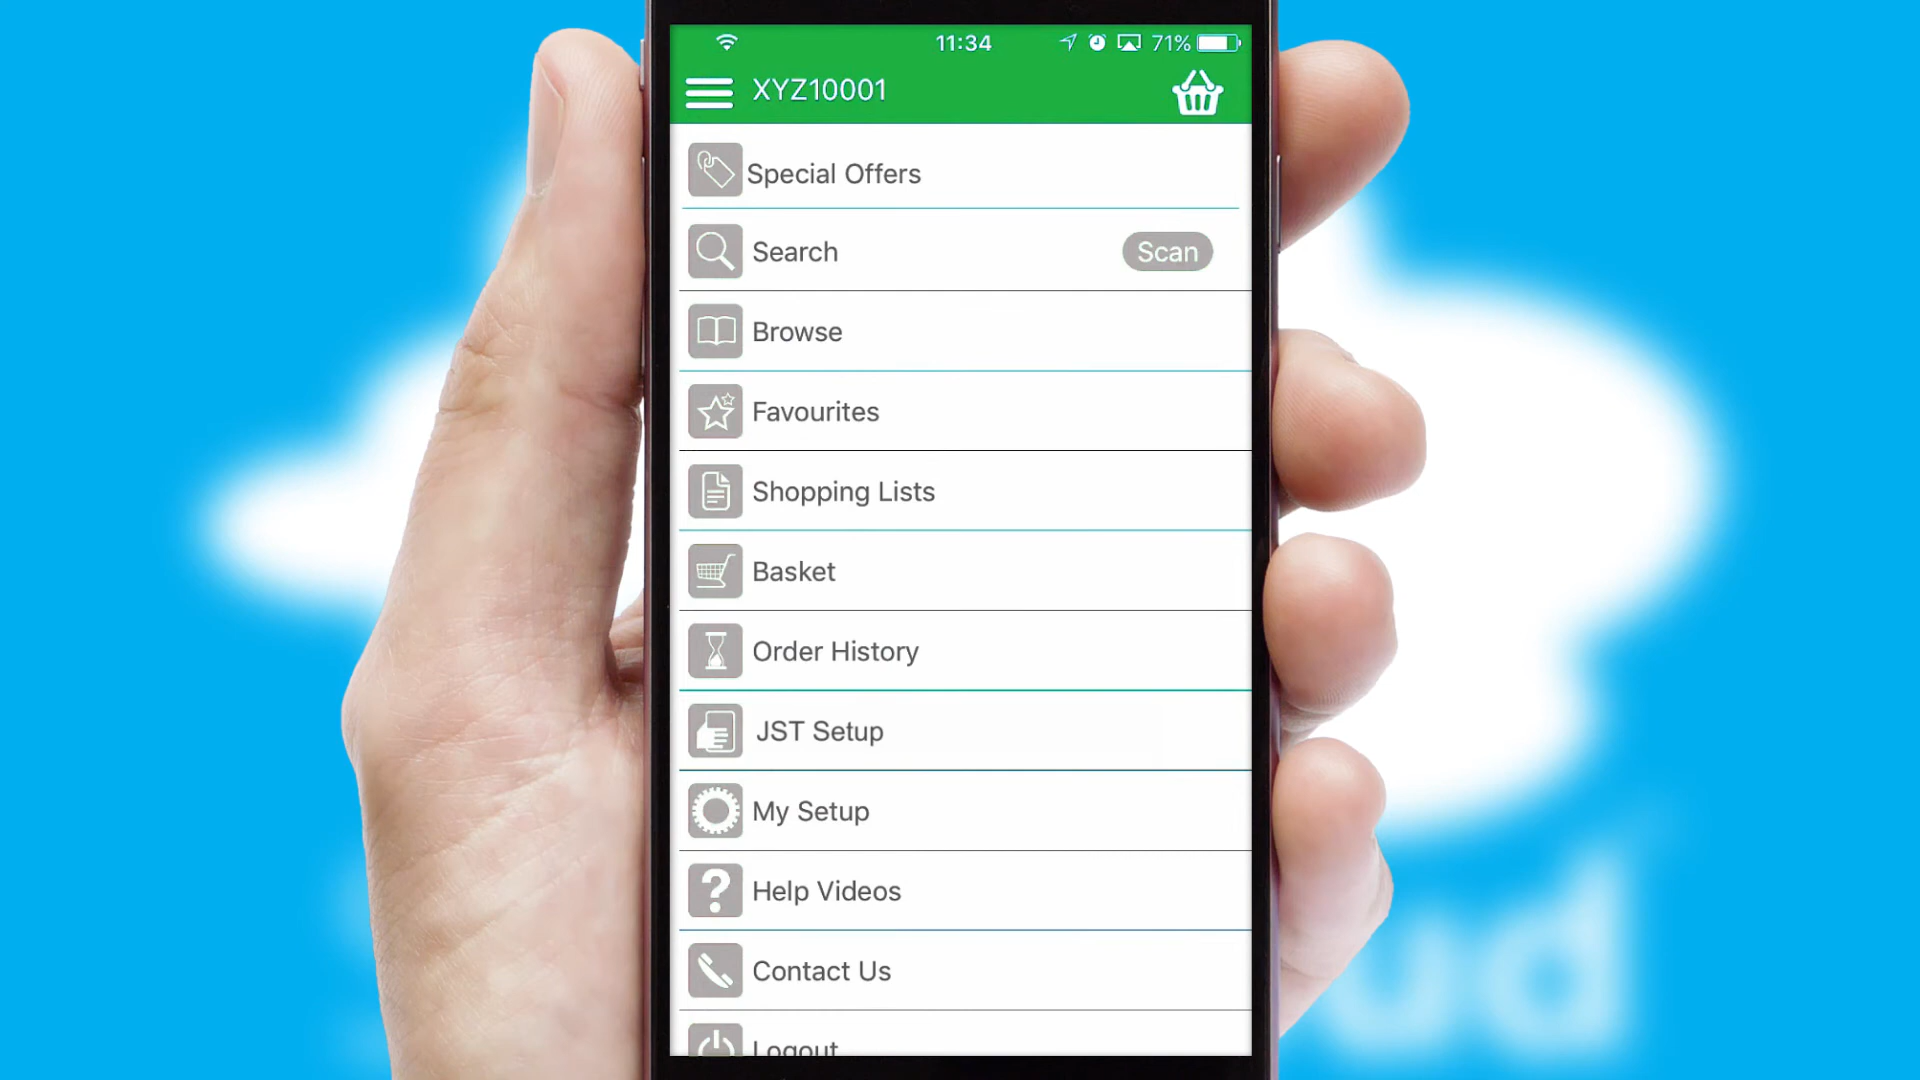 11:34 71%
XYZ10001
Special Offers
Search Scan
Browse
Favourites
Shopping Lists
Basket
Order History
JST Setup
My Setup
Help Videos
Contact Us
Logout
ud